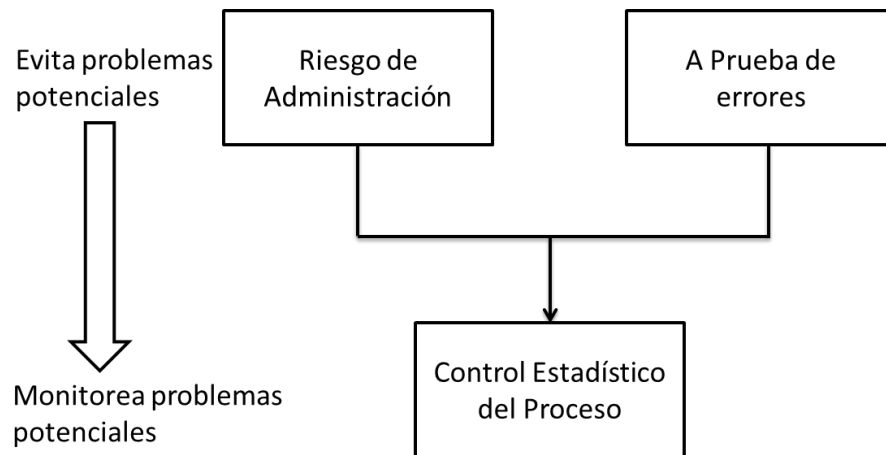 Evita problemas
potenciales
Riesgo de
Administración
A Prueba de
errores
Monitorea problemas
potenciales
Control Estadístico
del Proceso